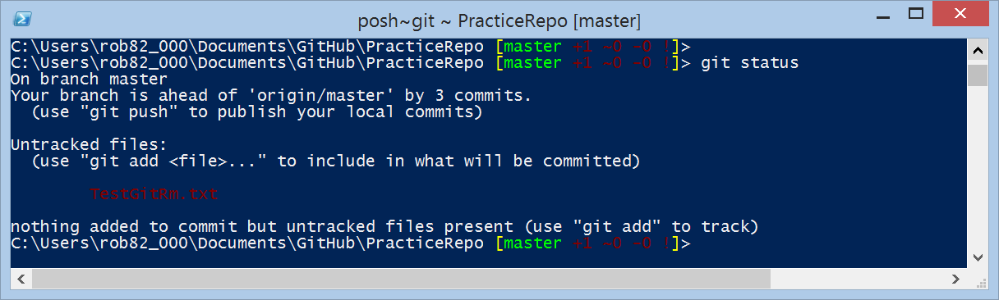 posh~git ~ PracticeRepo [master]
C:\Users\rob82_000\Documents\GitHub\PracticeRepo [master +1 ~0 -0 !]>
C:\Users\rob82_000\Documents\GitHub\PracticeRepo [master +1 ~0 -0 !]> git status
On branch master
Your branch is ahead of 'origin/master' by 3 commits.
  (use "git push" to publish your local commits)

Untracked files:
  (use "git add <file>..." to include in what will be committed)

        TestGitRm.txt

nothing added to commit but untracked files present (use "git add" to track)
C:\Users\rob82_000\Documents\GitHub\PracticeRepo [master +1 ~0 -0 !]>